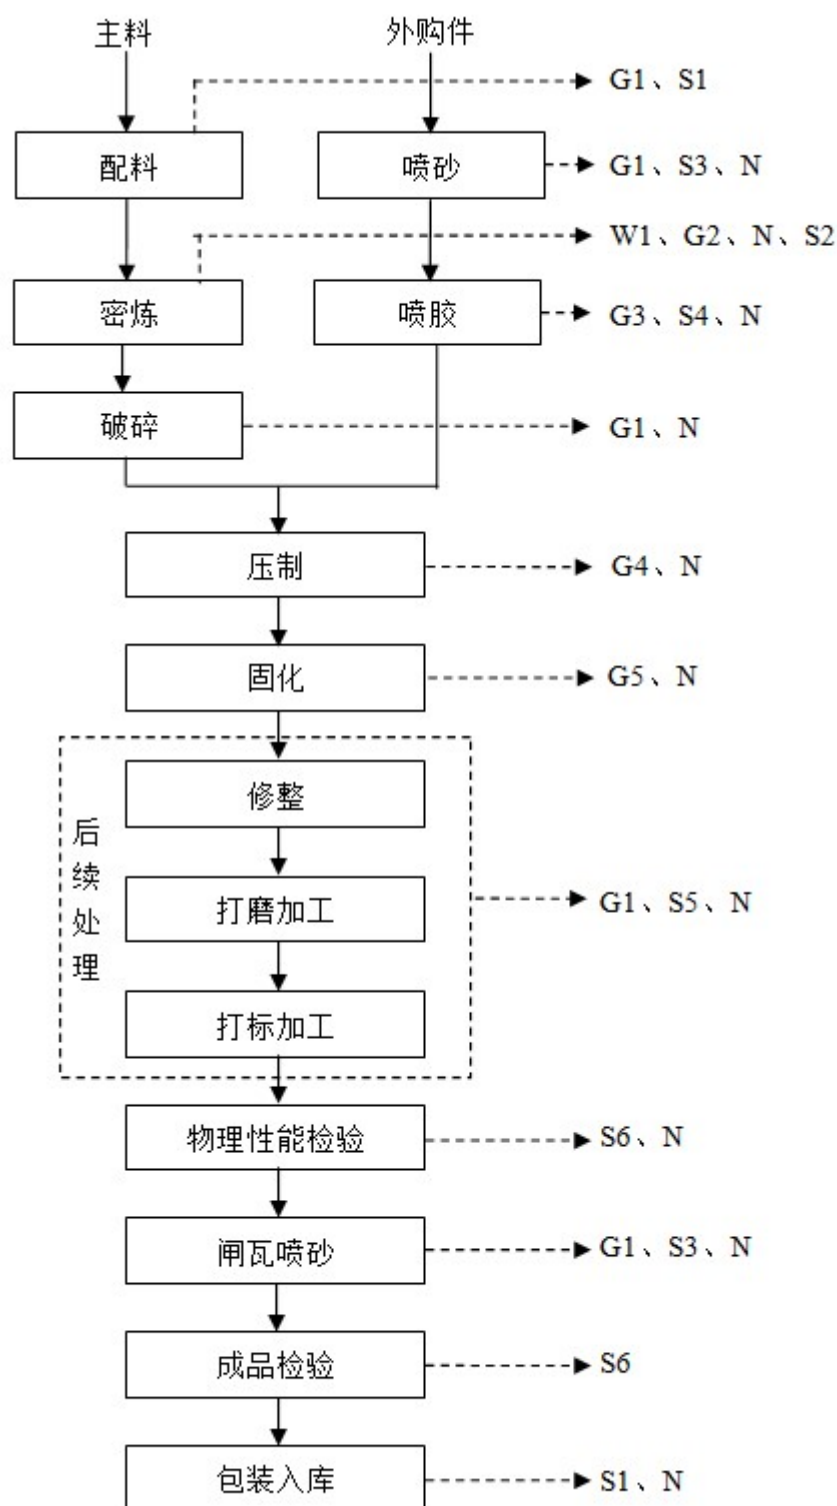 主料
外购件
G1、S1
配料
喷砂
G1、S3、N
W1、G2、N、S2
密炼
喷胶
G3、S4、N
破碎
G1、N
压制
G4、N
固化
G5、N
后续处理
修整
打磨加工
G1、S5、N
打标加工
物理性能检验
S6、N
闸瓦喷砂
G1、S3、N
成品检验
S6
包装入库
S1、N